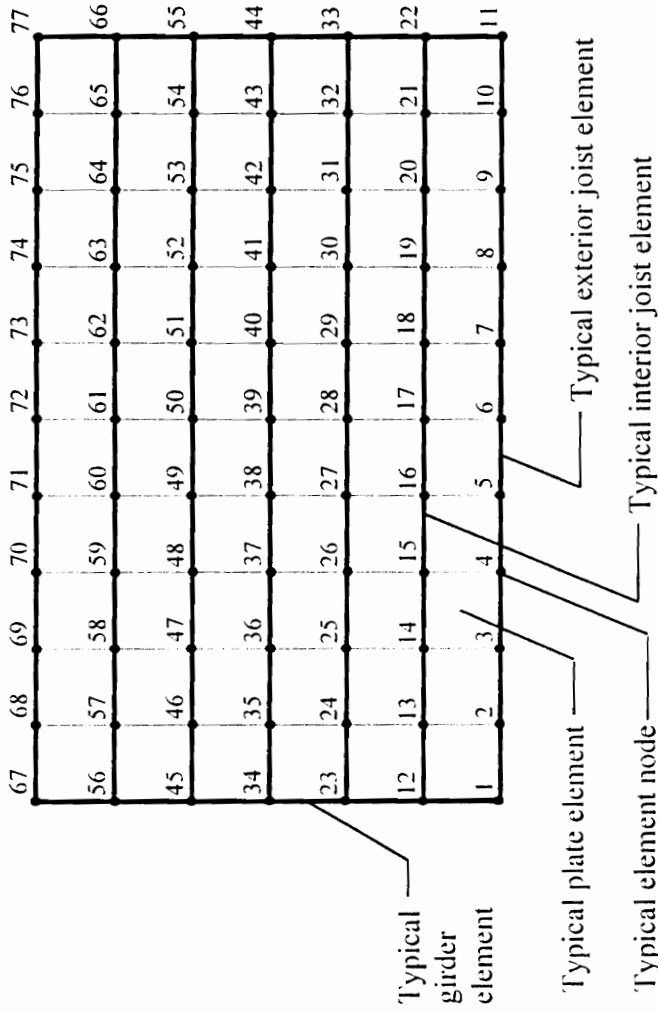 67 68 69 70 71 72 73 74 75 76 77
56 57 58 59 60 61 62 63 64 65 66
45 46 47 48 49 50 51 52 53 54 55
34 35 36 37 38 39 40 41 42 43 44
23 24 25 26 27 28 29 30 31 32 33
12 13 14 15 16 17 18 19 20 21 22
1 2 3 4 5 6 7 8 9 10 11
Typical
girder
element
Typical exterior joist element
Typical plate element
Typical interior joist element
Typical element node